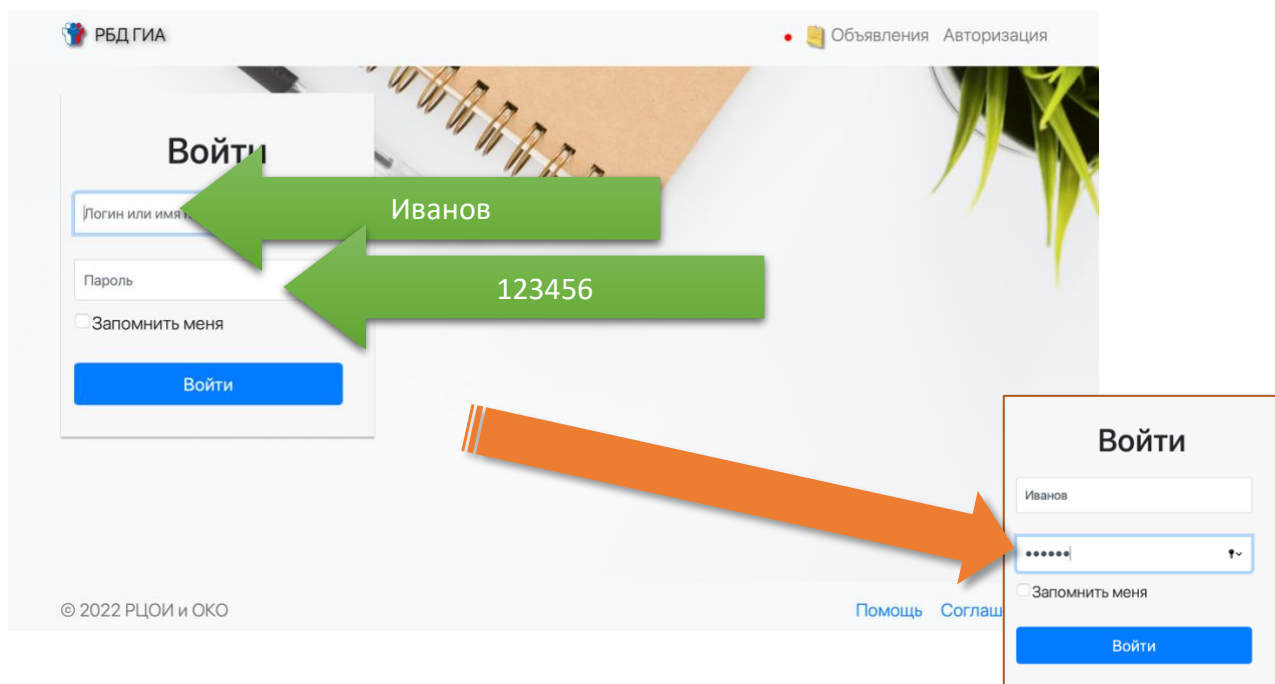 РБД ГИА
Объявления Авторизация
Войти
Логин или имя
Иванов
Пароль
123456
Запомнить меня
Войти
Войти
Иванов
••••••
Запомнить меня
Войти
© 2022 РЦОИ и ОКО
Помощь Соглаш